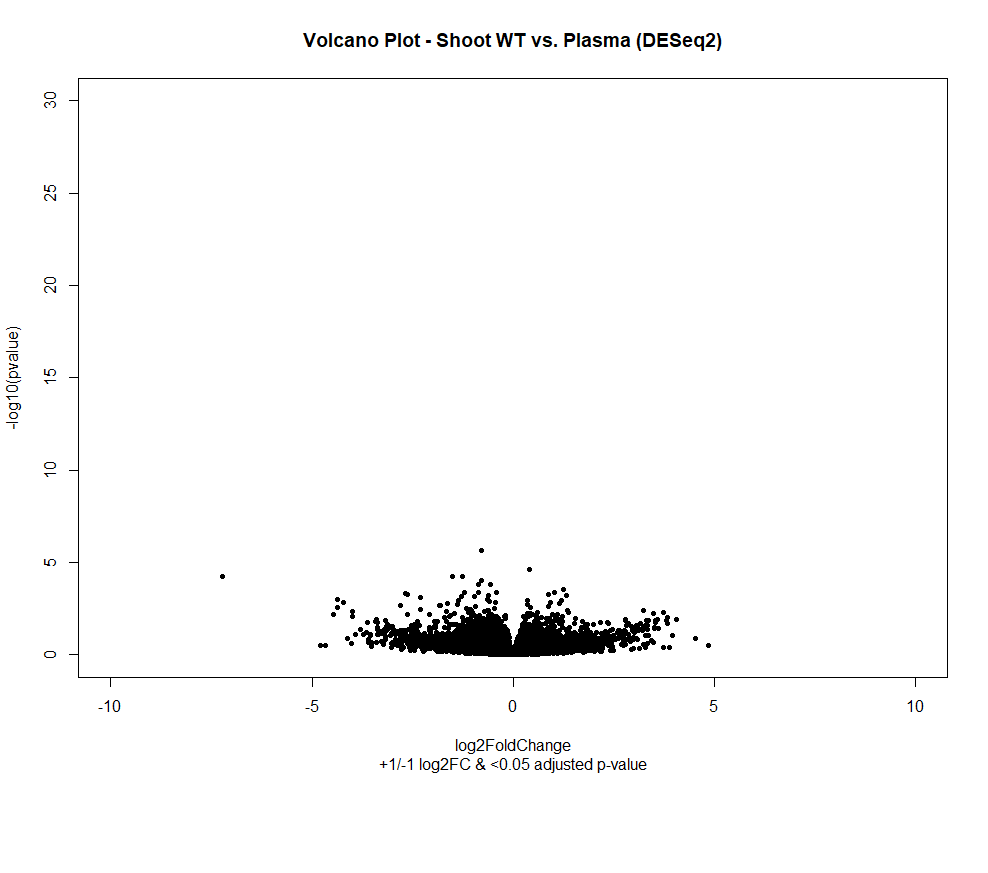 Volcano Plot - Shoot WT vs. Plasma (DESeq2)
30
25
20
15
10
5
0
-log10(pvalue)
-10 -5 0 5 10
log2FoldChange
+1/-1 log2FC & <0.05 adjusted p-value